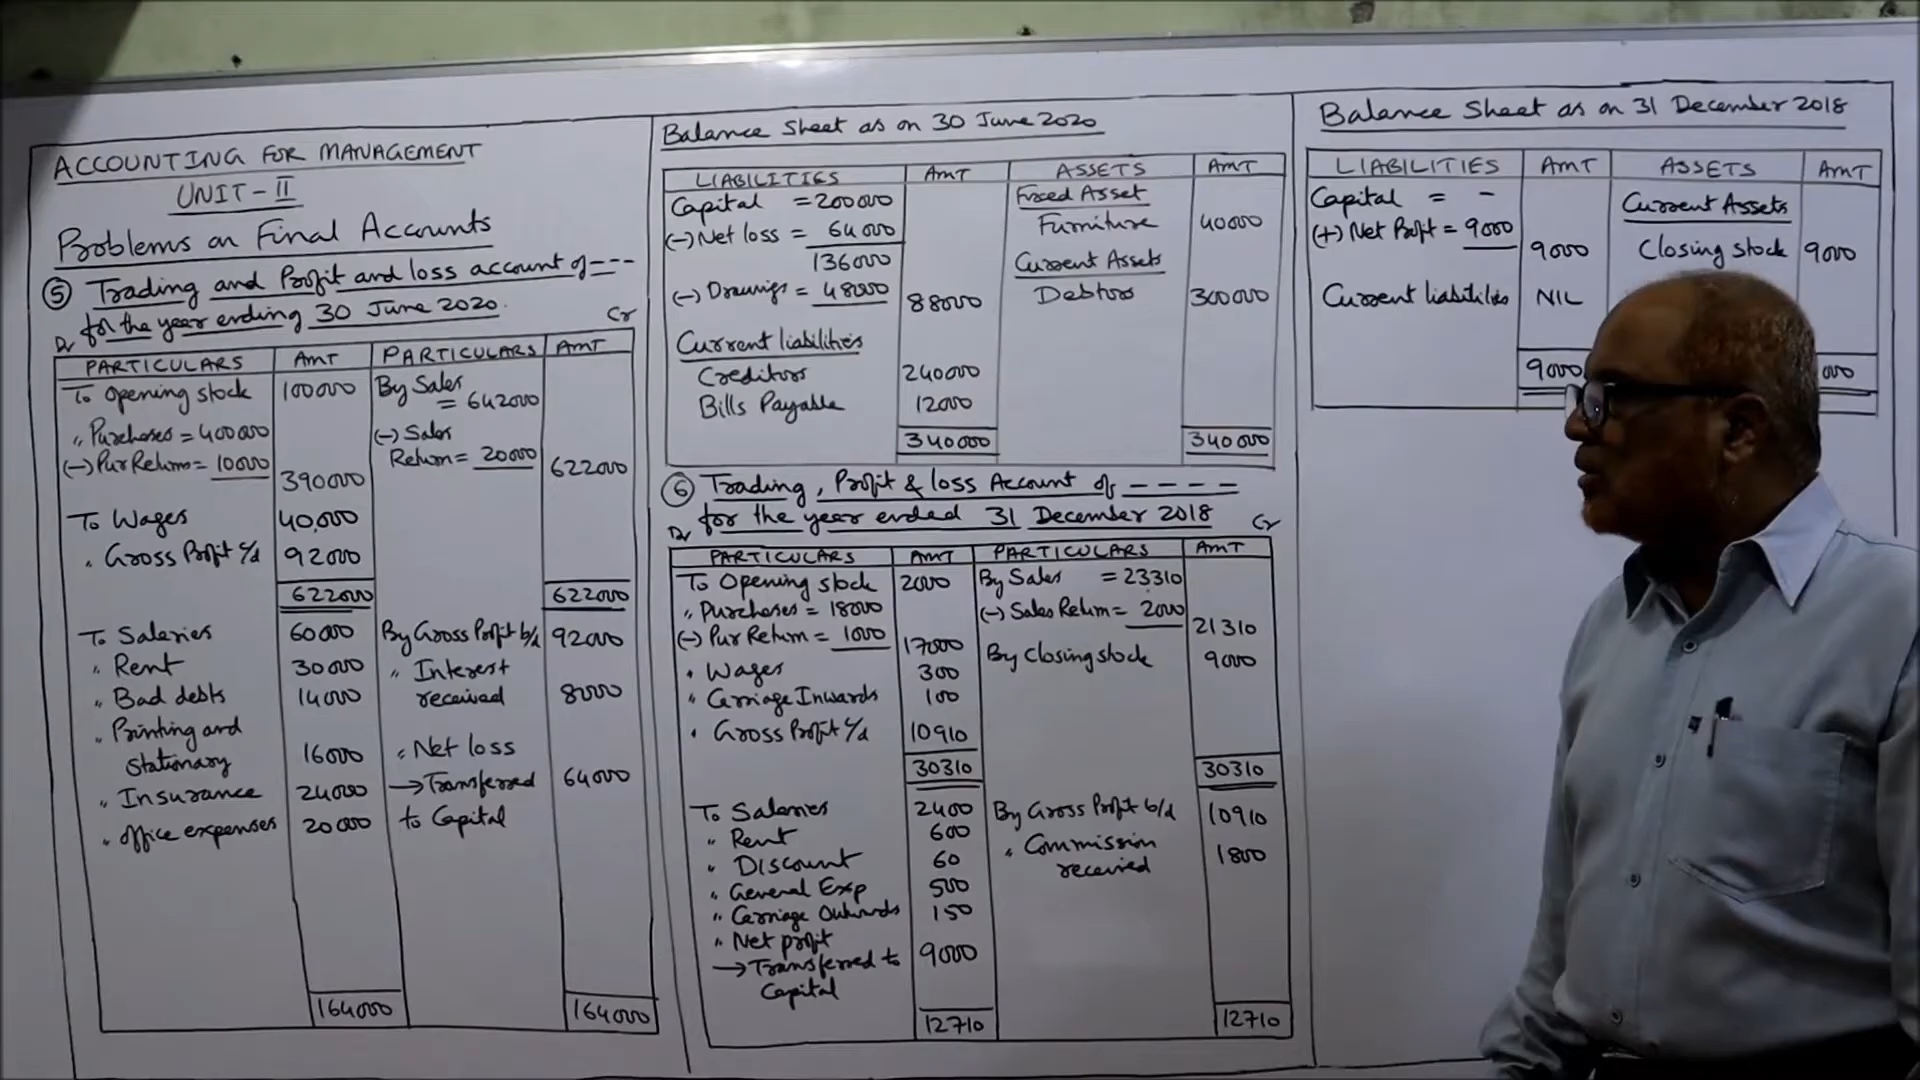 ACCOUNTING FOR MANAGEMENT
UNIT-II
Problems on Final Accounts
⑤ Trading and Profit and loss account of ---
for the year ending 30 June 2020.
Dr Cr
PARTICULARS AMT PARTICULARS AMT
To Opening stock 100000 By Sales
= 642000
" Purchases = 400000 (-) Sales
(-) Pur Return = 10000 390000 Return = 20000 622000
To Wages 40,000
" Gross Profit c/d 92000
622000 622000
To Salaries 60000 By Gross Profit b/d 92000
" Rent 30000 " Interest
" Bad debts 14000 received 8000
" Printing and
stationary 16000 " Net loss
" Insurance 24000 → Transferred 64000
" office expenses 20000 to Capital
164000 164000
Balance Sheet as on 30 June 2020
LIABILITIES AMT ASSETS AMT
Capital = 200000 Fixed Asset
(-) Net loss = 64000 Furniture 40000
136000 Current Assets
(-) Drawings = 48000 88000 Debtors 300000
Current liabilities
Creditors 240000
Bills Payable 12000
340000 340000
⑥ Trading, Profit & loss Account of ----
for the year ended 31 December 2018
Dr Cr
PARTICULARS AMT PARTICULARS AMT
To Opening stock 2000 By Sales = 23310
" Purchases = 18000 (-) Sales Return = 2000
(-) Pur Return = 1000 17000 21310
" Wages 300 By Closing stock 9000
" Carriage Inwards 100
" Gross Profit c/d 10910
30310 30310
To Salaries 2400 By Gross Profit b/d 10910
" Rent 600 " Commission
" Discount 60 received 1800
" General Exp 500
" Carriage Outwards 150
" Net profit
→ Transferred to 9000
Capital
12710 12710
Balance Sheet as on 31 December 2018
LIABILITIES AMT ASSETS AMT
Capital = - Current Assets
(+) Net Profit = 9000 9000 Closing stock 9000
Current liabilities NIL
9000 000